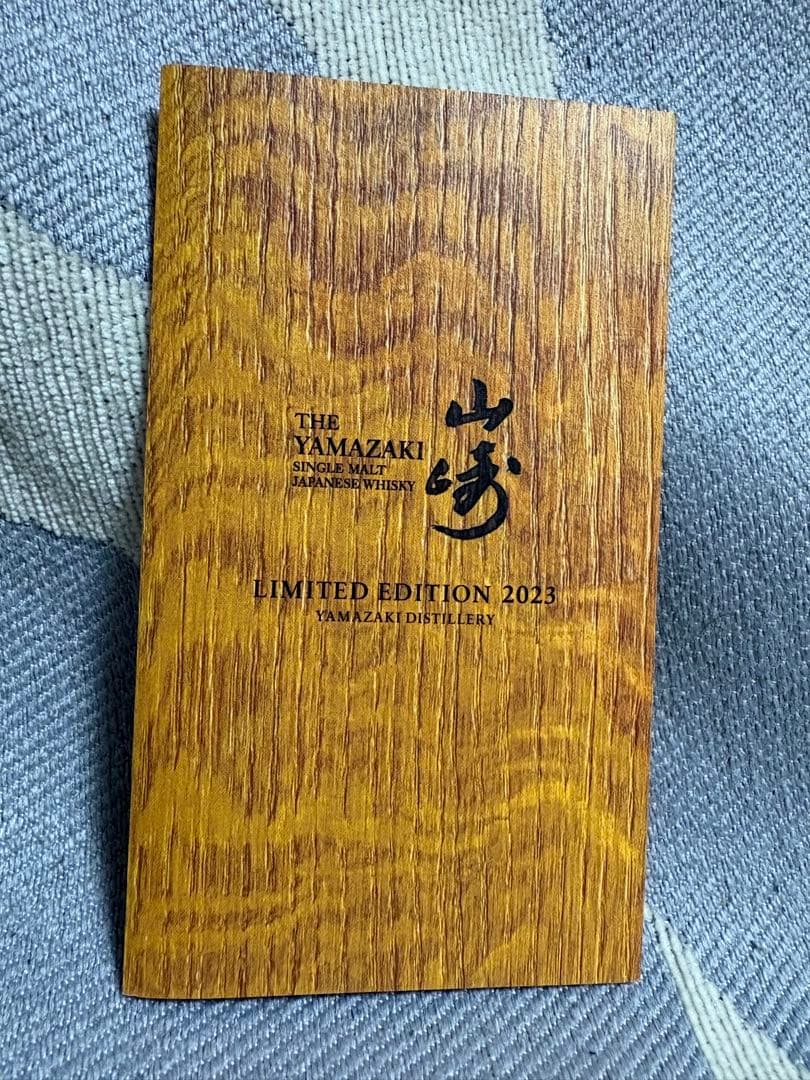 THE
YAMAZAKI
SINGLE MALT
JAPANESE WHISKY
山崎
LIMITED EDITION 2023
YAMAZAKI DISTILLERY